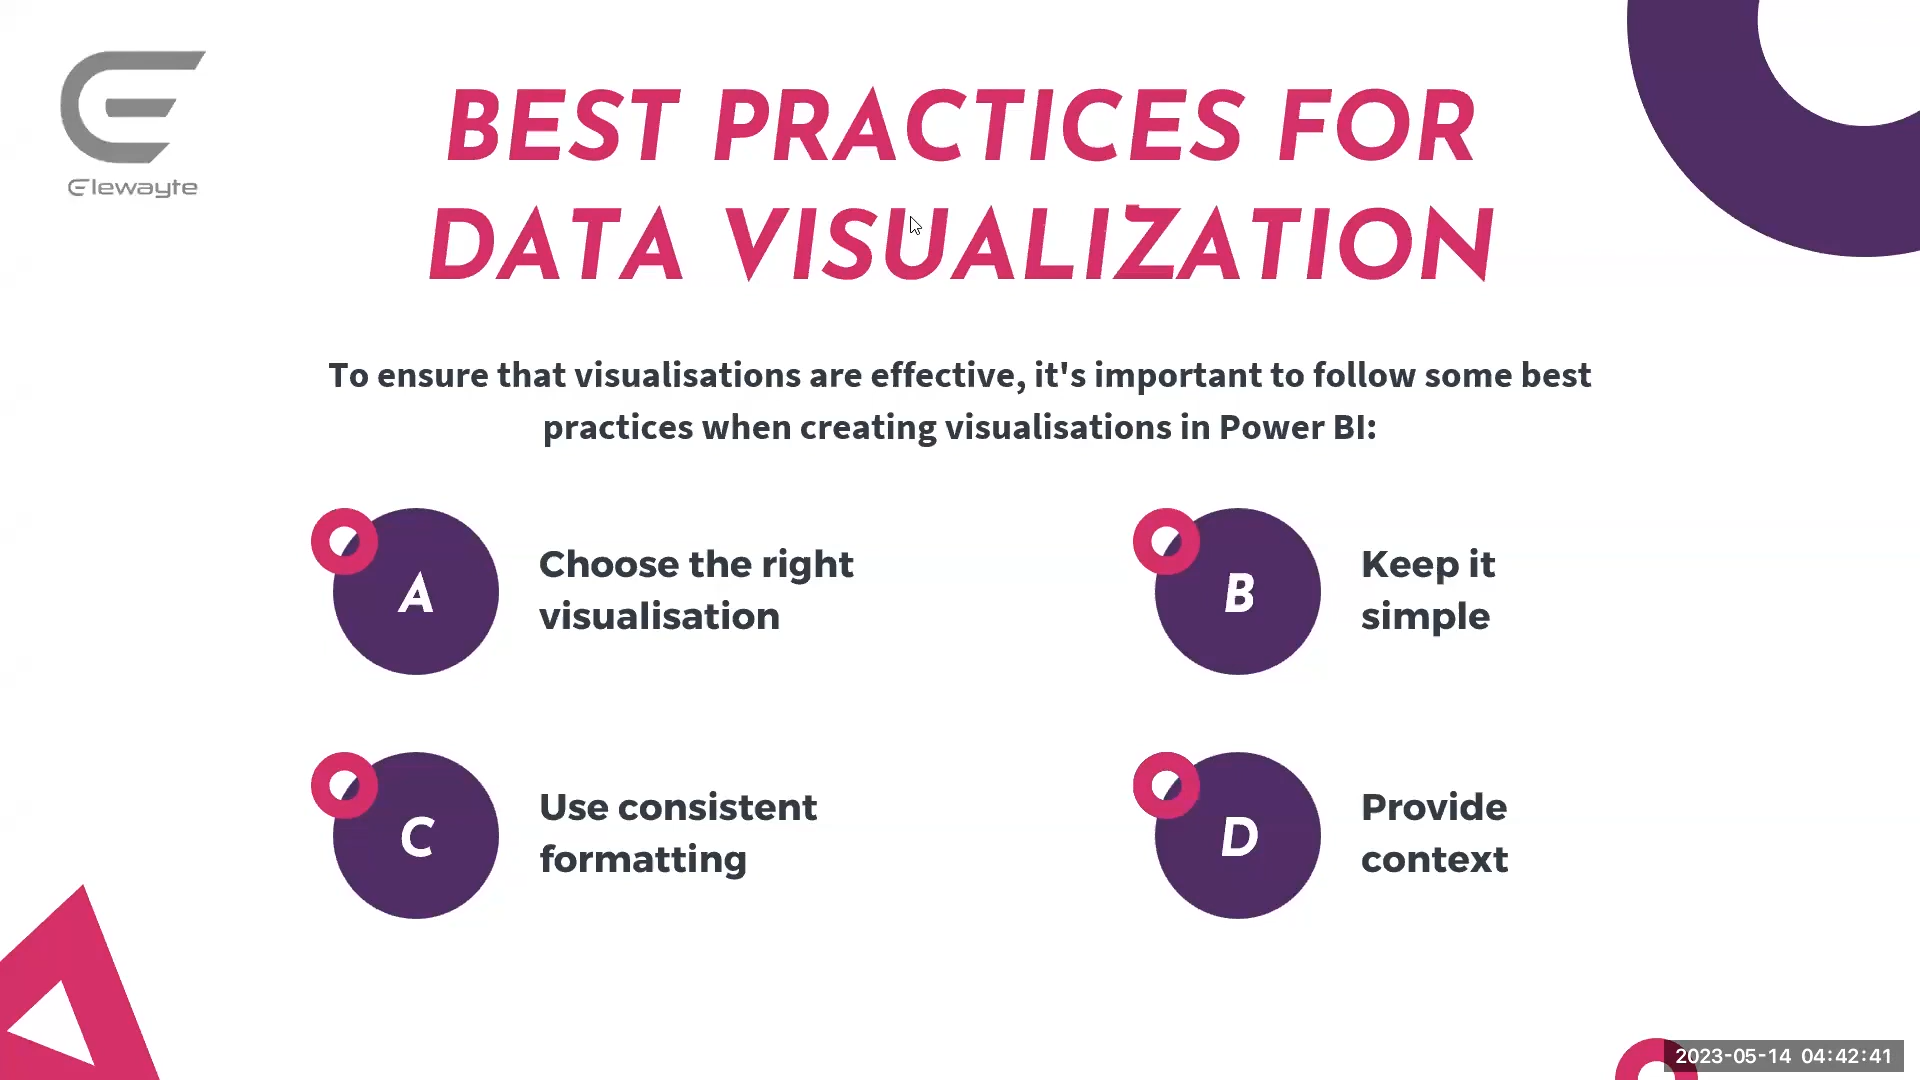 Elewayte
BEST PRACTICES FOR
DATA VISUALIZATION
To ensure that visualisations are effective, it's important to follow some best
practices when creating visualisations in Power BI:
A
Choose the right
visualisation
B
Keep it
simple
C
Use consistent
formatting
D
Provide
context
2023-05-14 04:42:41